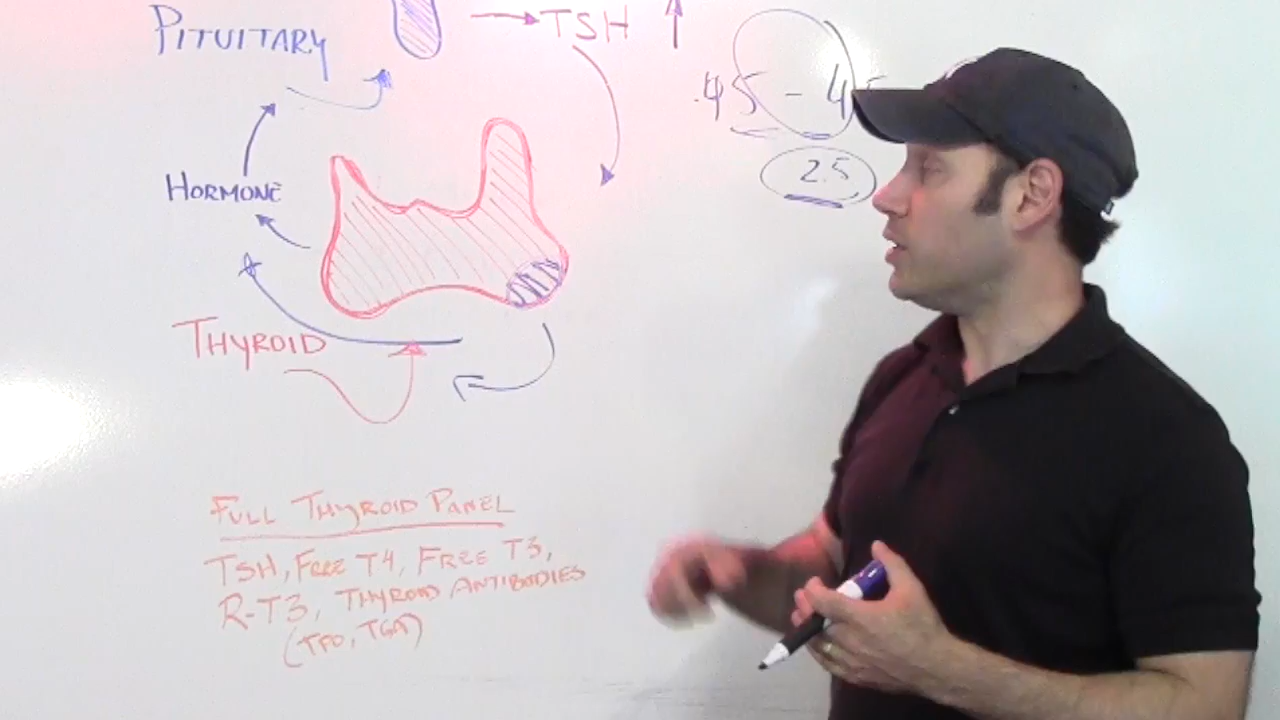 PITUITARY
TSH
.45 - 4
2.5
HORMONE
THYROID
FULL THYROID PANEL
TSH, FREE T4, FREE T3,
R-T3, THYROID ANTIBODIES
(TPO, TGA)